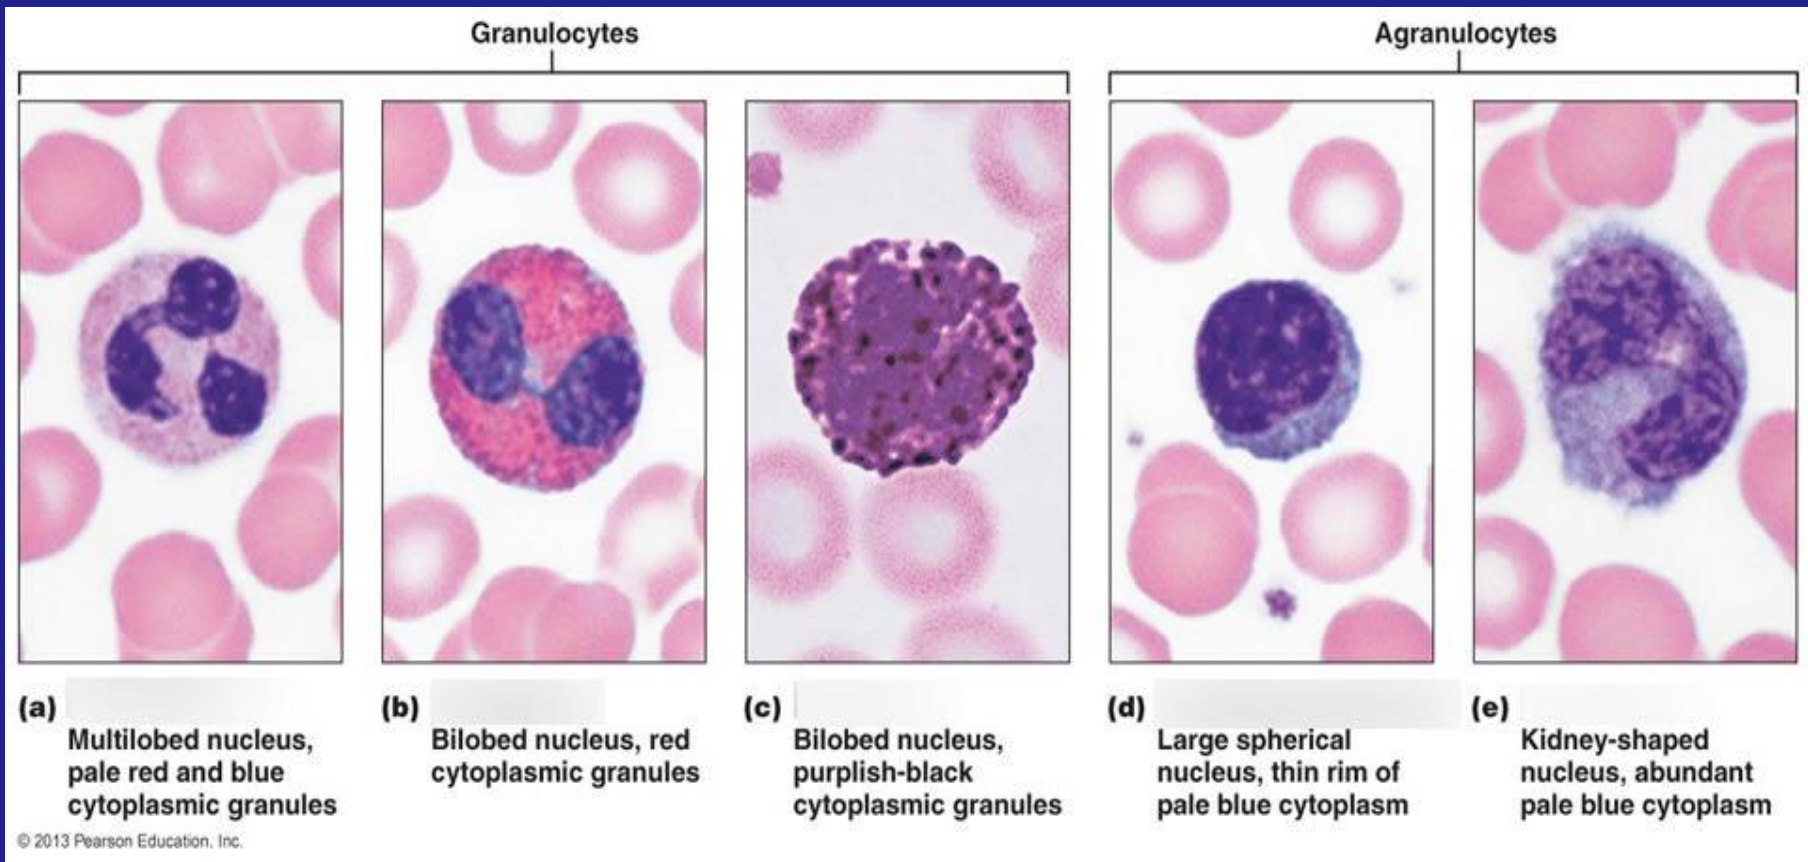 Granulocytes
Agranulocytes
(a)
Multilobed nucleus,
pale red and blue
cytoplasmic granules
(b)
Bilobed nucleus, red
cytoplasmic granules
(c)
Bilobed nucleus,
purplish-black
cytoplasmic granules
(d)
Large spherical
nucleus, thin rim of
pale blue cytoplasm
(e)
Kidney-shaped
nucleus, abundant
pale blue cytoplasm
© 2013 Pearson Education, Inc.